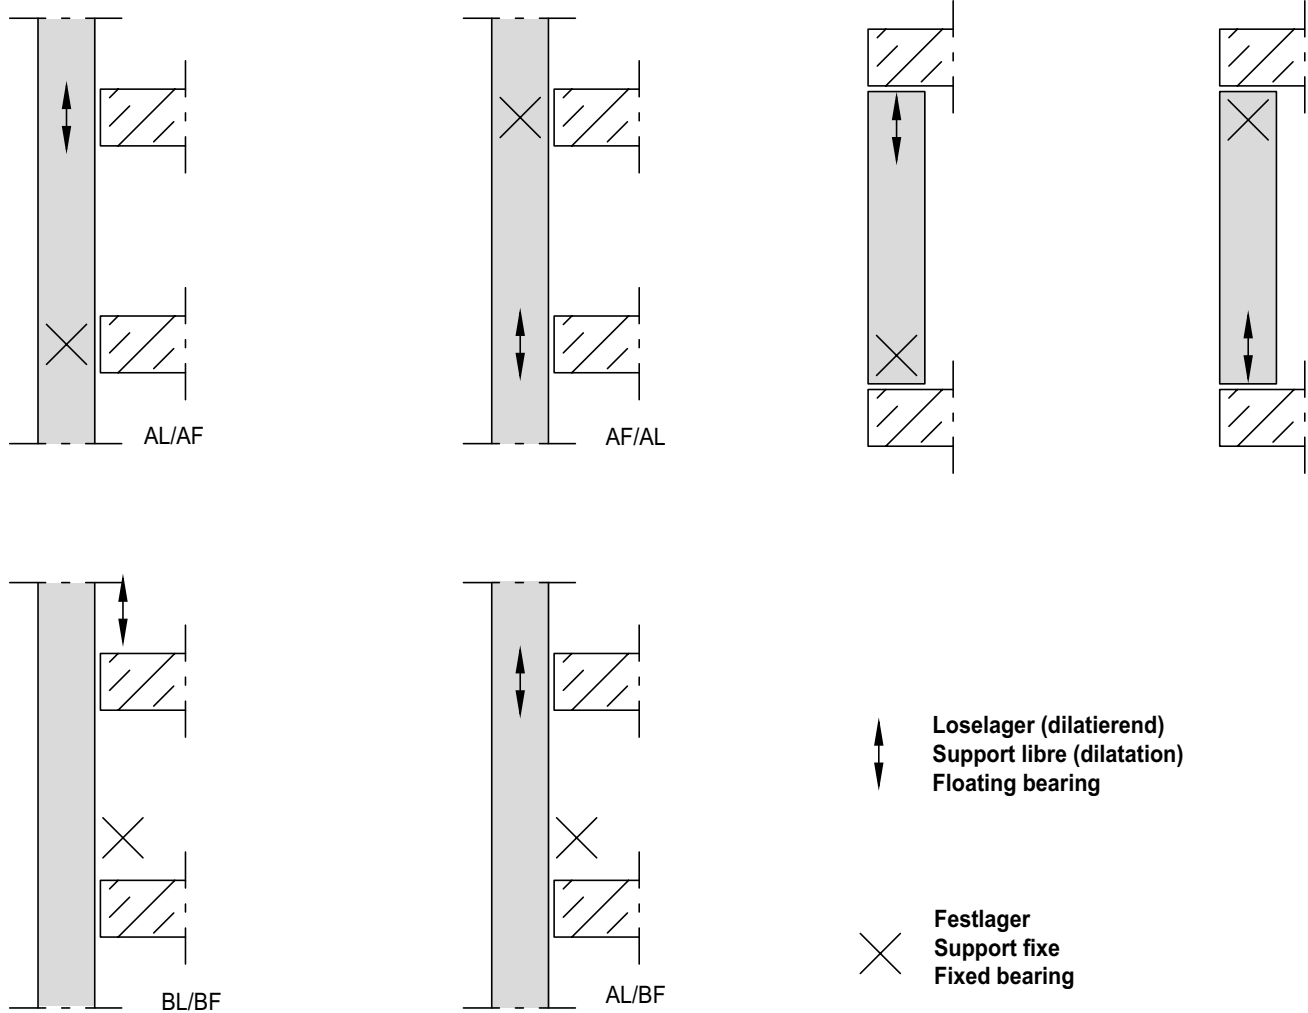 AL/AF
AF/AL
BL/BF
AL/BF
Loselager (dilatierend)
Support libre (dilatation)
Floating bearing
Festlager
Support fixe
Fixed bearing